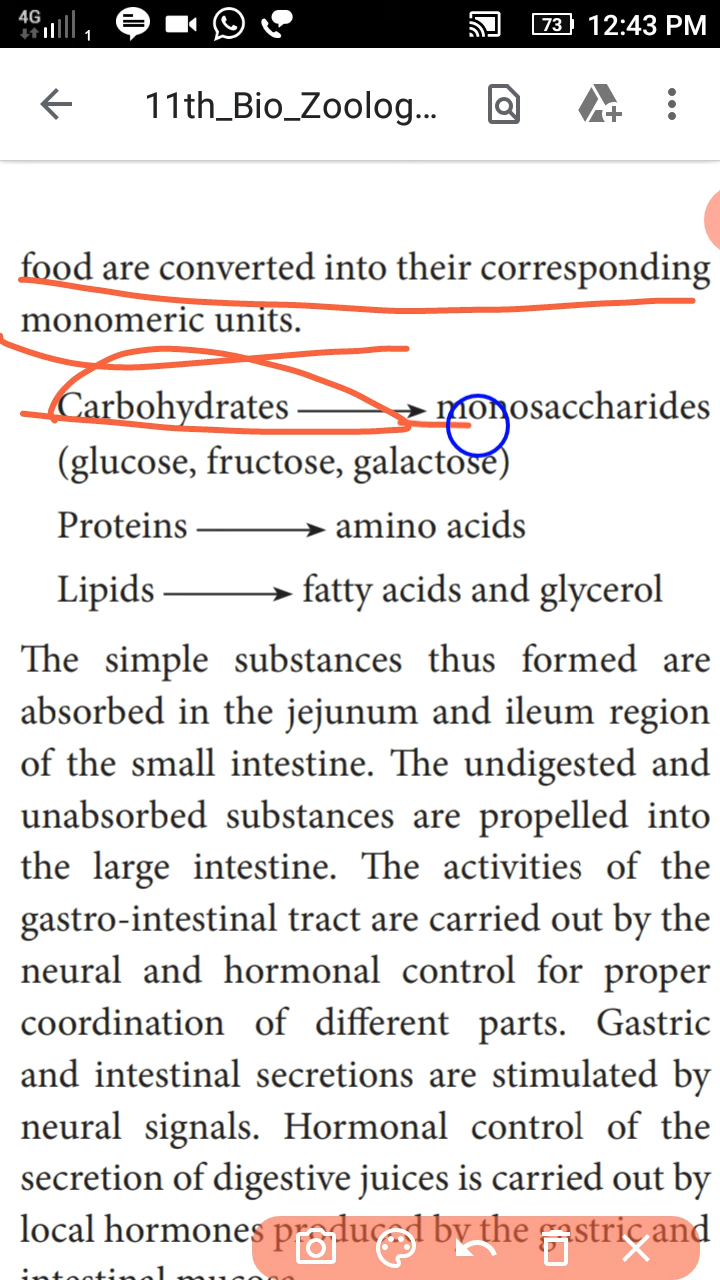 4G 1 73 12:43 PM
11th_Bio_Zoolog...
food are converted into their corresponding
monomeric units.
Carbohydrates ⟶ monosaccharides
(glucose, fructose, galactose)
Proteins ⟶ amino acids
Lipids ⟶ fatty acids and glycerol
The simple substances thus formed are
absorbed in the jejunum and ileum region
of the small intestine. The undigested and
unabsorbed substances are propelled into
the large intestine. The activities of the
gastro-intestinal tract are carried out by the
neural and hormonal control for proper
coordination of different parts. Gastric
and intestinal secretions are stimulated by
neural signals. Hormonal control of the
secretion of digestive juices is carried out by
local hormones produced by the gastric and
intestinal mucosa